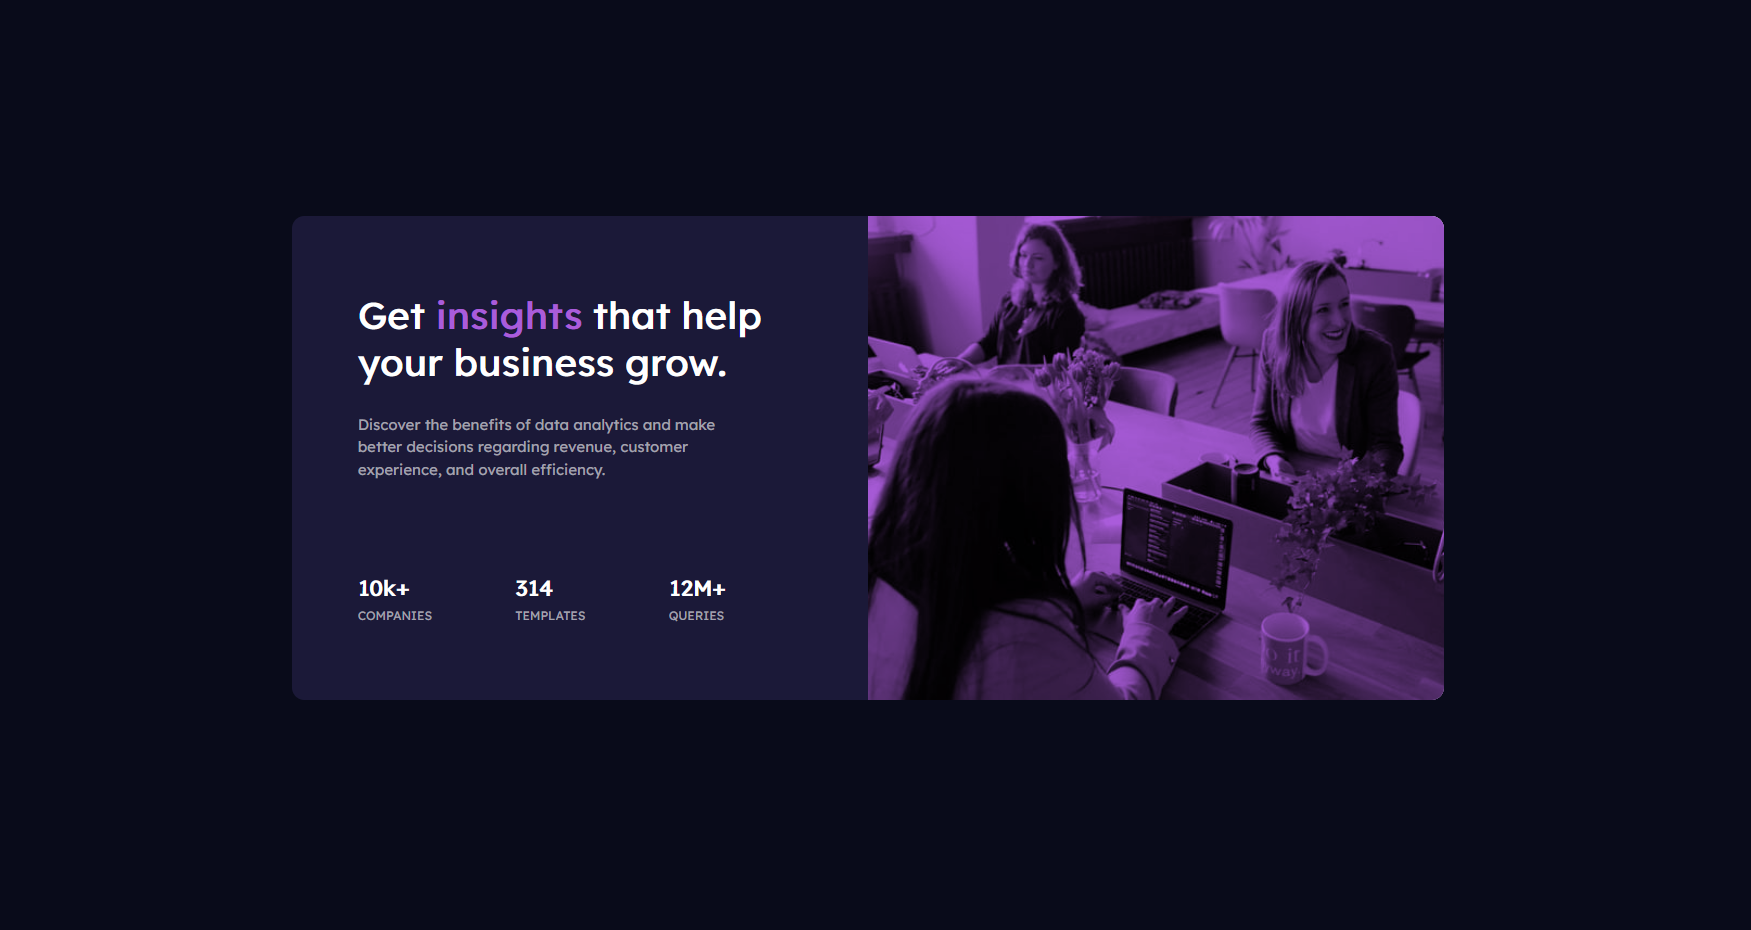 Get insights that help
your business grow.
Discover the benefits of data analytics and make
better decisions regarding revenue, customer
experience, and overall efficiency.
10k+ 314 12M+
COMPANIES TEMPLATES QUERIES